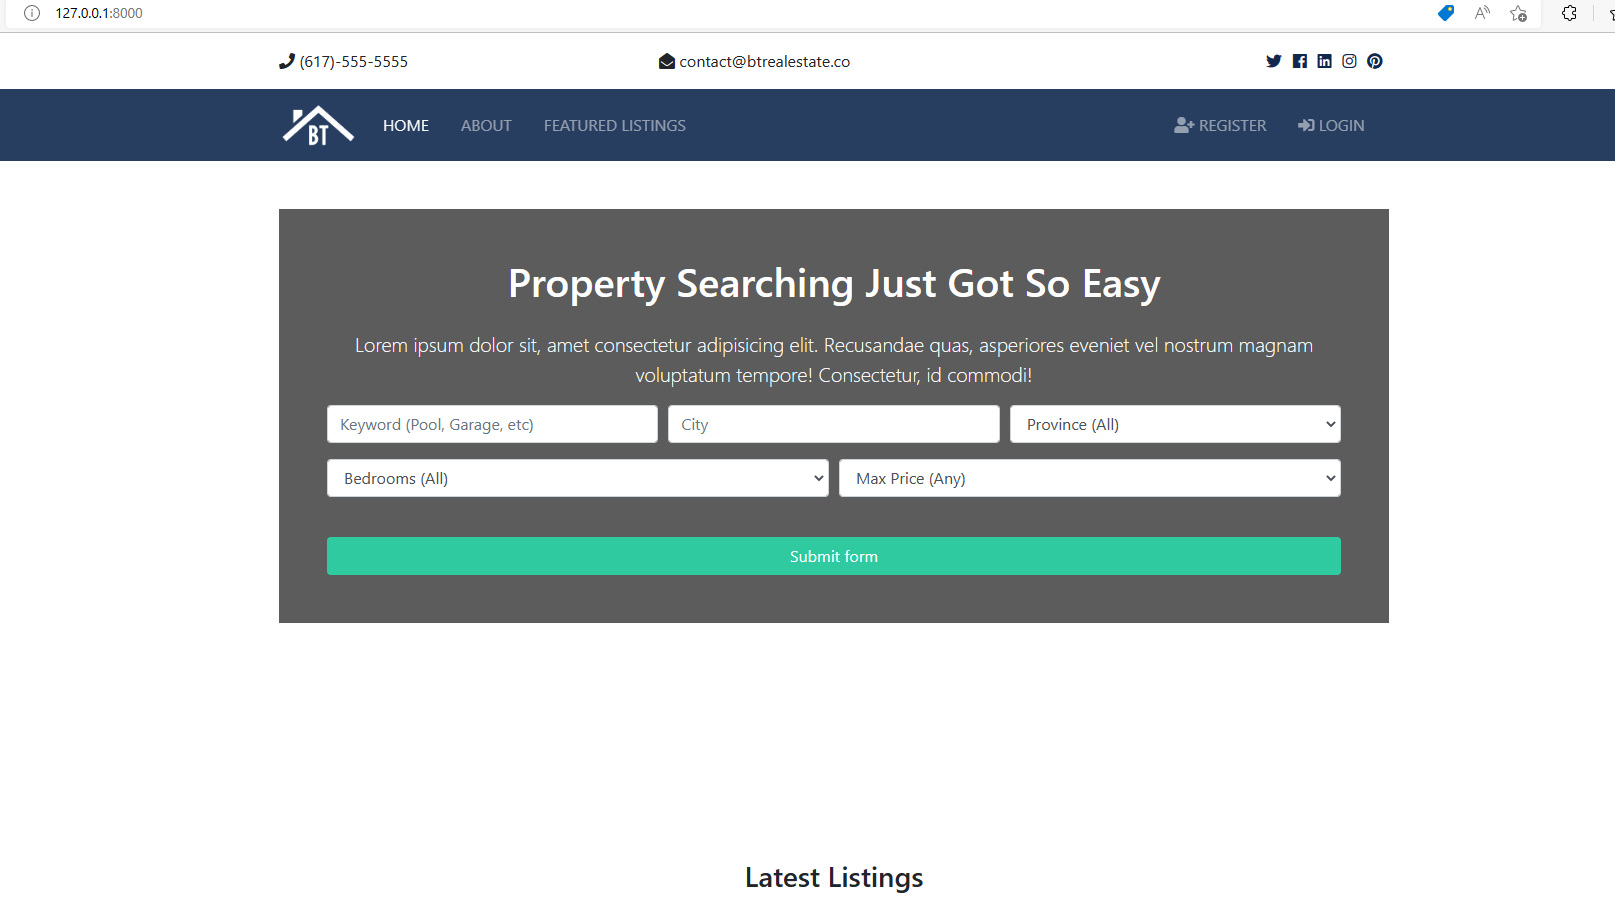 127.0.0.1:8000
(617)-555-5555
contact@btrealestate.co
BT
HOME
ABOUT
FEATURED LISTINGS
REGISTER
LOGIN
Property Searching Just Got So Easy
Lorem ipsum dolor sit, amet consectetur adipisicing elit. Recusandae quas, asperiores eveniet vel nostrum magnam
voluptatum tempore! Consectetur, id commodi!
Keyword (Pool, Garage, etc)
City
Province (All)
Bedrooms (All)
Max Price (Any)
Submit form
Latest Listings